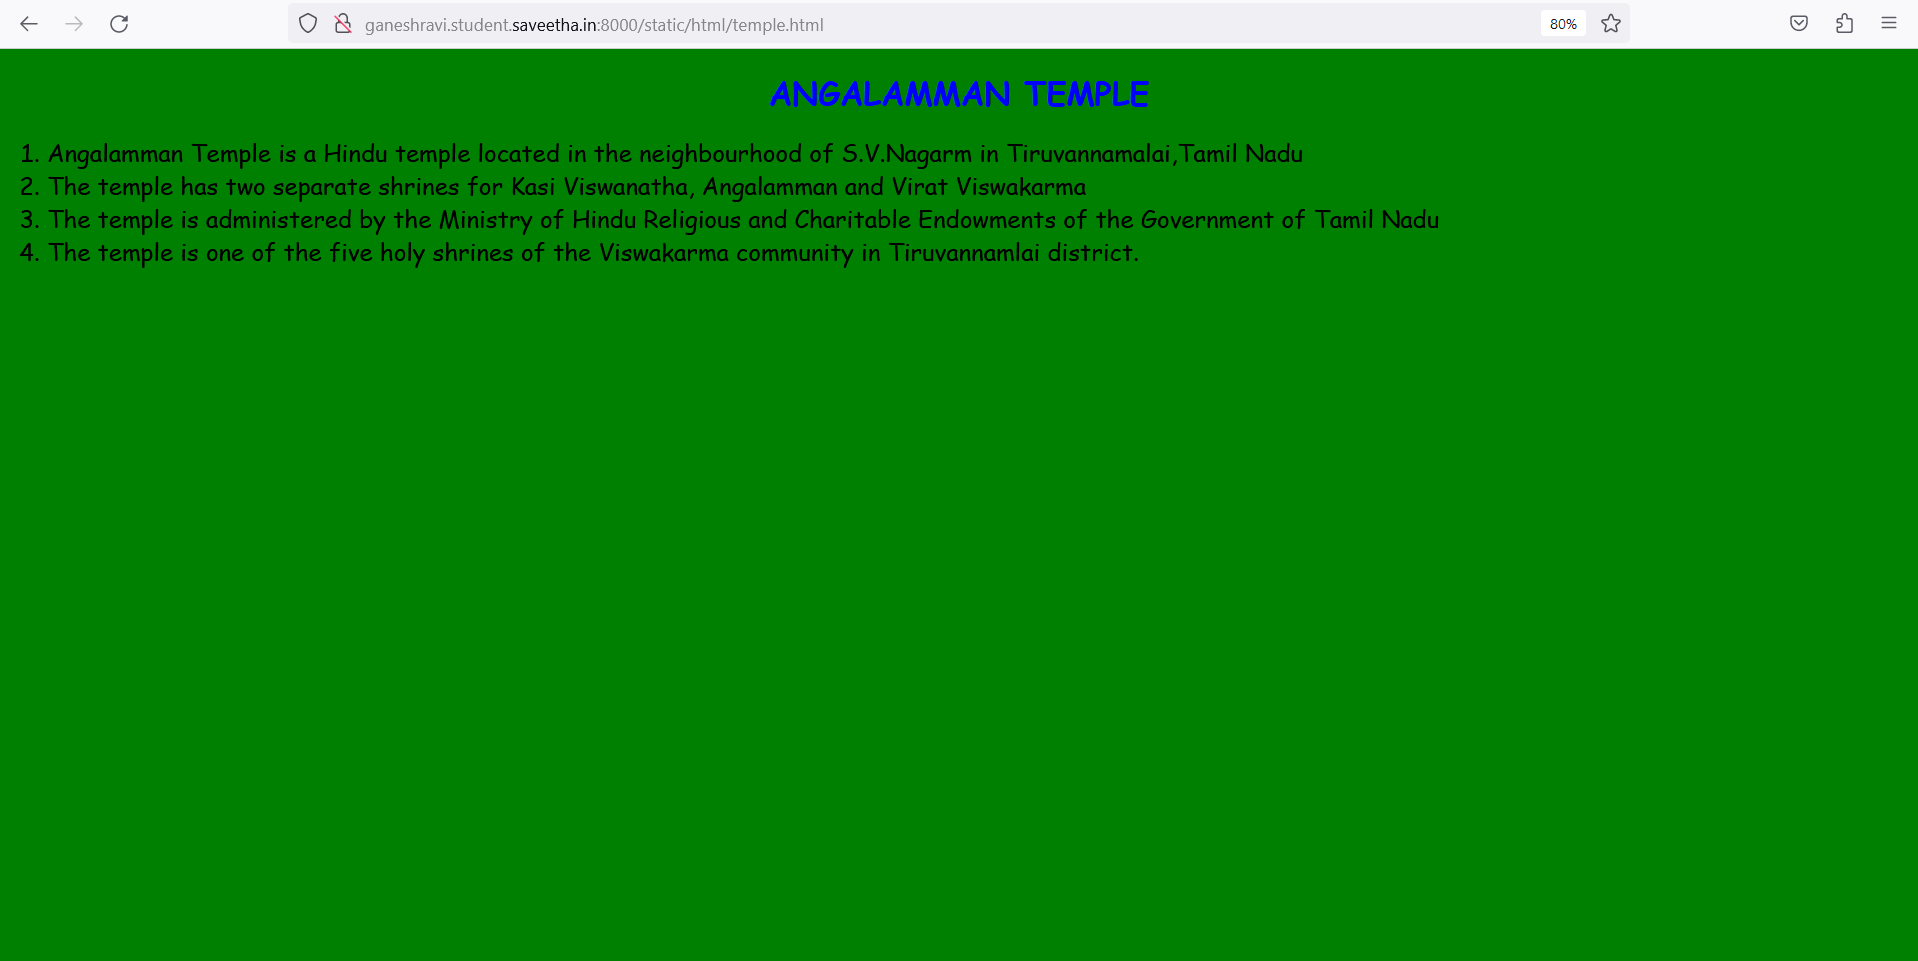 ganeshravi.student.saveetha.in:8000/static/html/temple.html 80%
ANGALAMMAN TEMPLE
1. Angalamman Temple is a Hindu temple located in the neighbourhood of S.V.Nagarm in Tiruvannamalai,Tamil Nadu
2. The temple has two separate shrines for Kasi Viswanatha, Angalamman and Virat Viswakarma
3. The temple is administered by the Ministry of Hindu Religious and Charitable Endowments of the Government of Tamil Nadu
4. The temple is one of the five holy shrines of the Viswakarma community in Tiruvannamlai district.